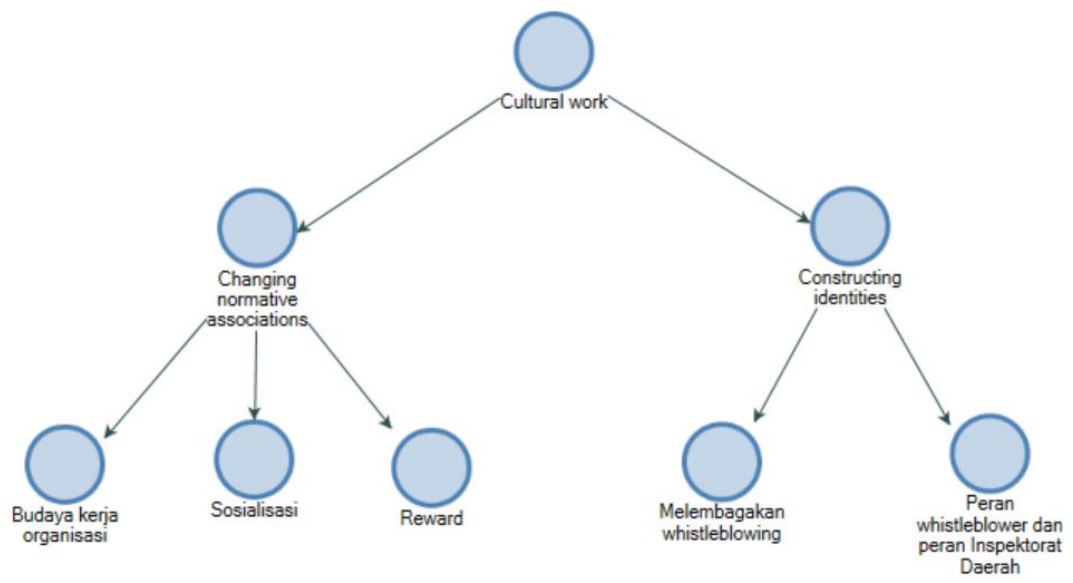 Cultural work
Changing
normative
associations
Constructing
identities
Budaya kerja
organisasi
Sosialisasi
Reward
Melembagakan
whistleblowing
Peran
whistleblower dan
peran Inspektorat
Daerah